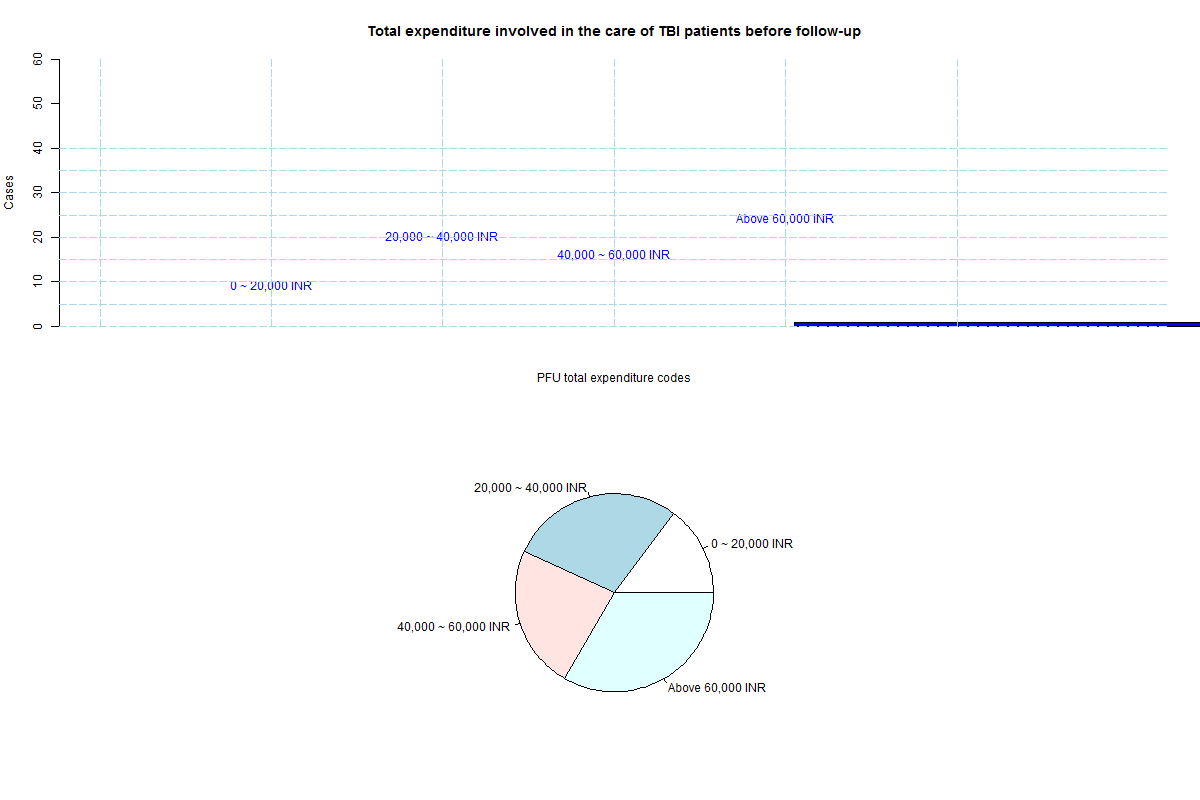 Total expenditure involved in the care of TBI patients before follow-up
60
50
40
30
20
10
0
Cases
Above 60,000 INR
20,000 ~ 40,000 INR
40,000 ~ 60,000 INR
0 ~ 20,000 INR
PFU total expenditure codes
20,000 ~ 40,000 INR
0 ~ 20,000 INR
40,000 ~ 60,000 INR
Above 60,000 INR